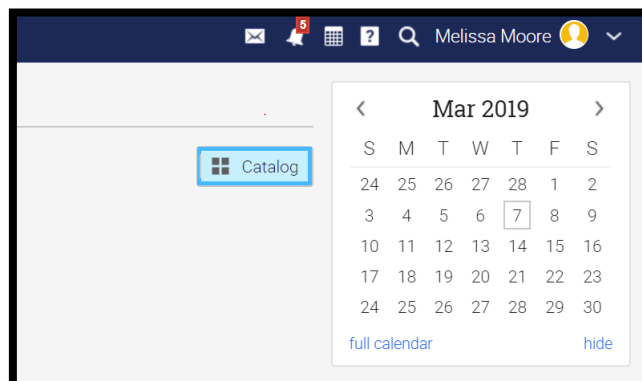 5
? Melissa Moore
Mar 2019
Catalog
S M T W T F S
24 25 26 27 28 1 2
3 4 5 6 7 8 9
10 11 12 13 14 15 16
17 18 19 20 21 22 23
24 25 26 27 28 29 30
full calendar hide